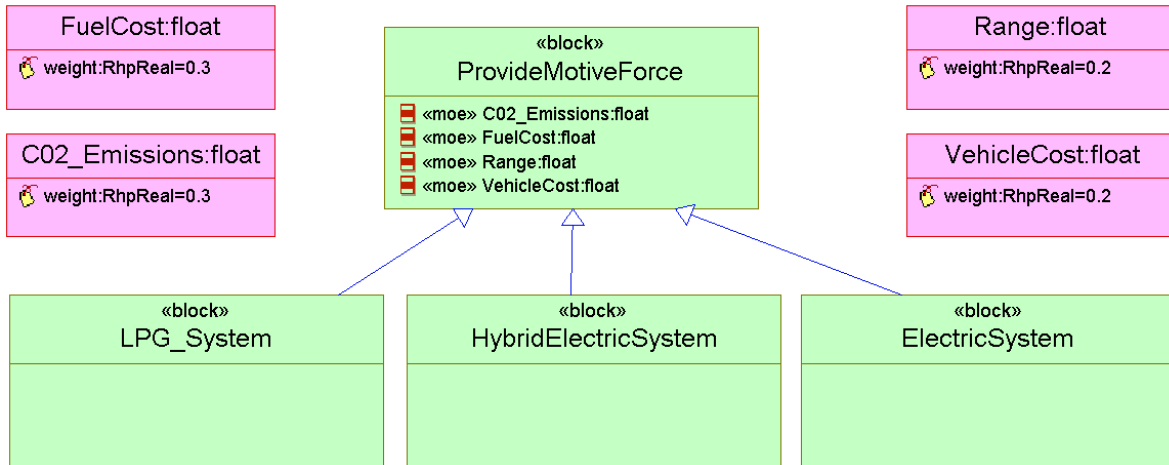 FuelCost:float
weight:RhpReal=0.3
C02_Emissions:float
weight:RhpReal=0.3
«block»
ProvideMotiveForce
«moe» C02_Emissions:float
«moe» FuelCost:float
«moe» Range:float
«moe» VehicleCost:float
Range:float
weight:RhpReal=0.2
VehicleCost:float
weight:RhpReal=0.2
«block»
LPG_System
«block»
HybridElectricSystem
«block»
ElectricSystem